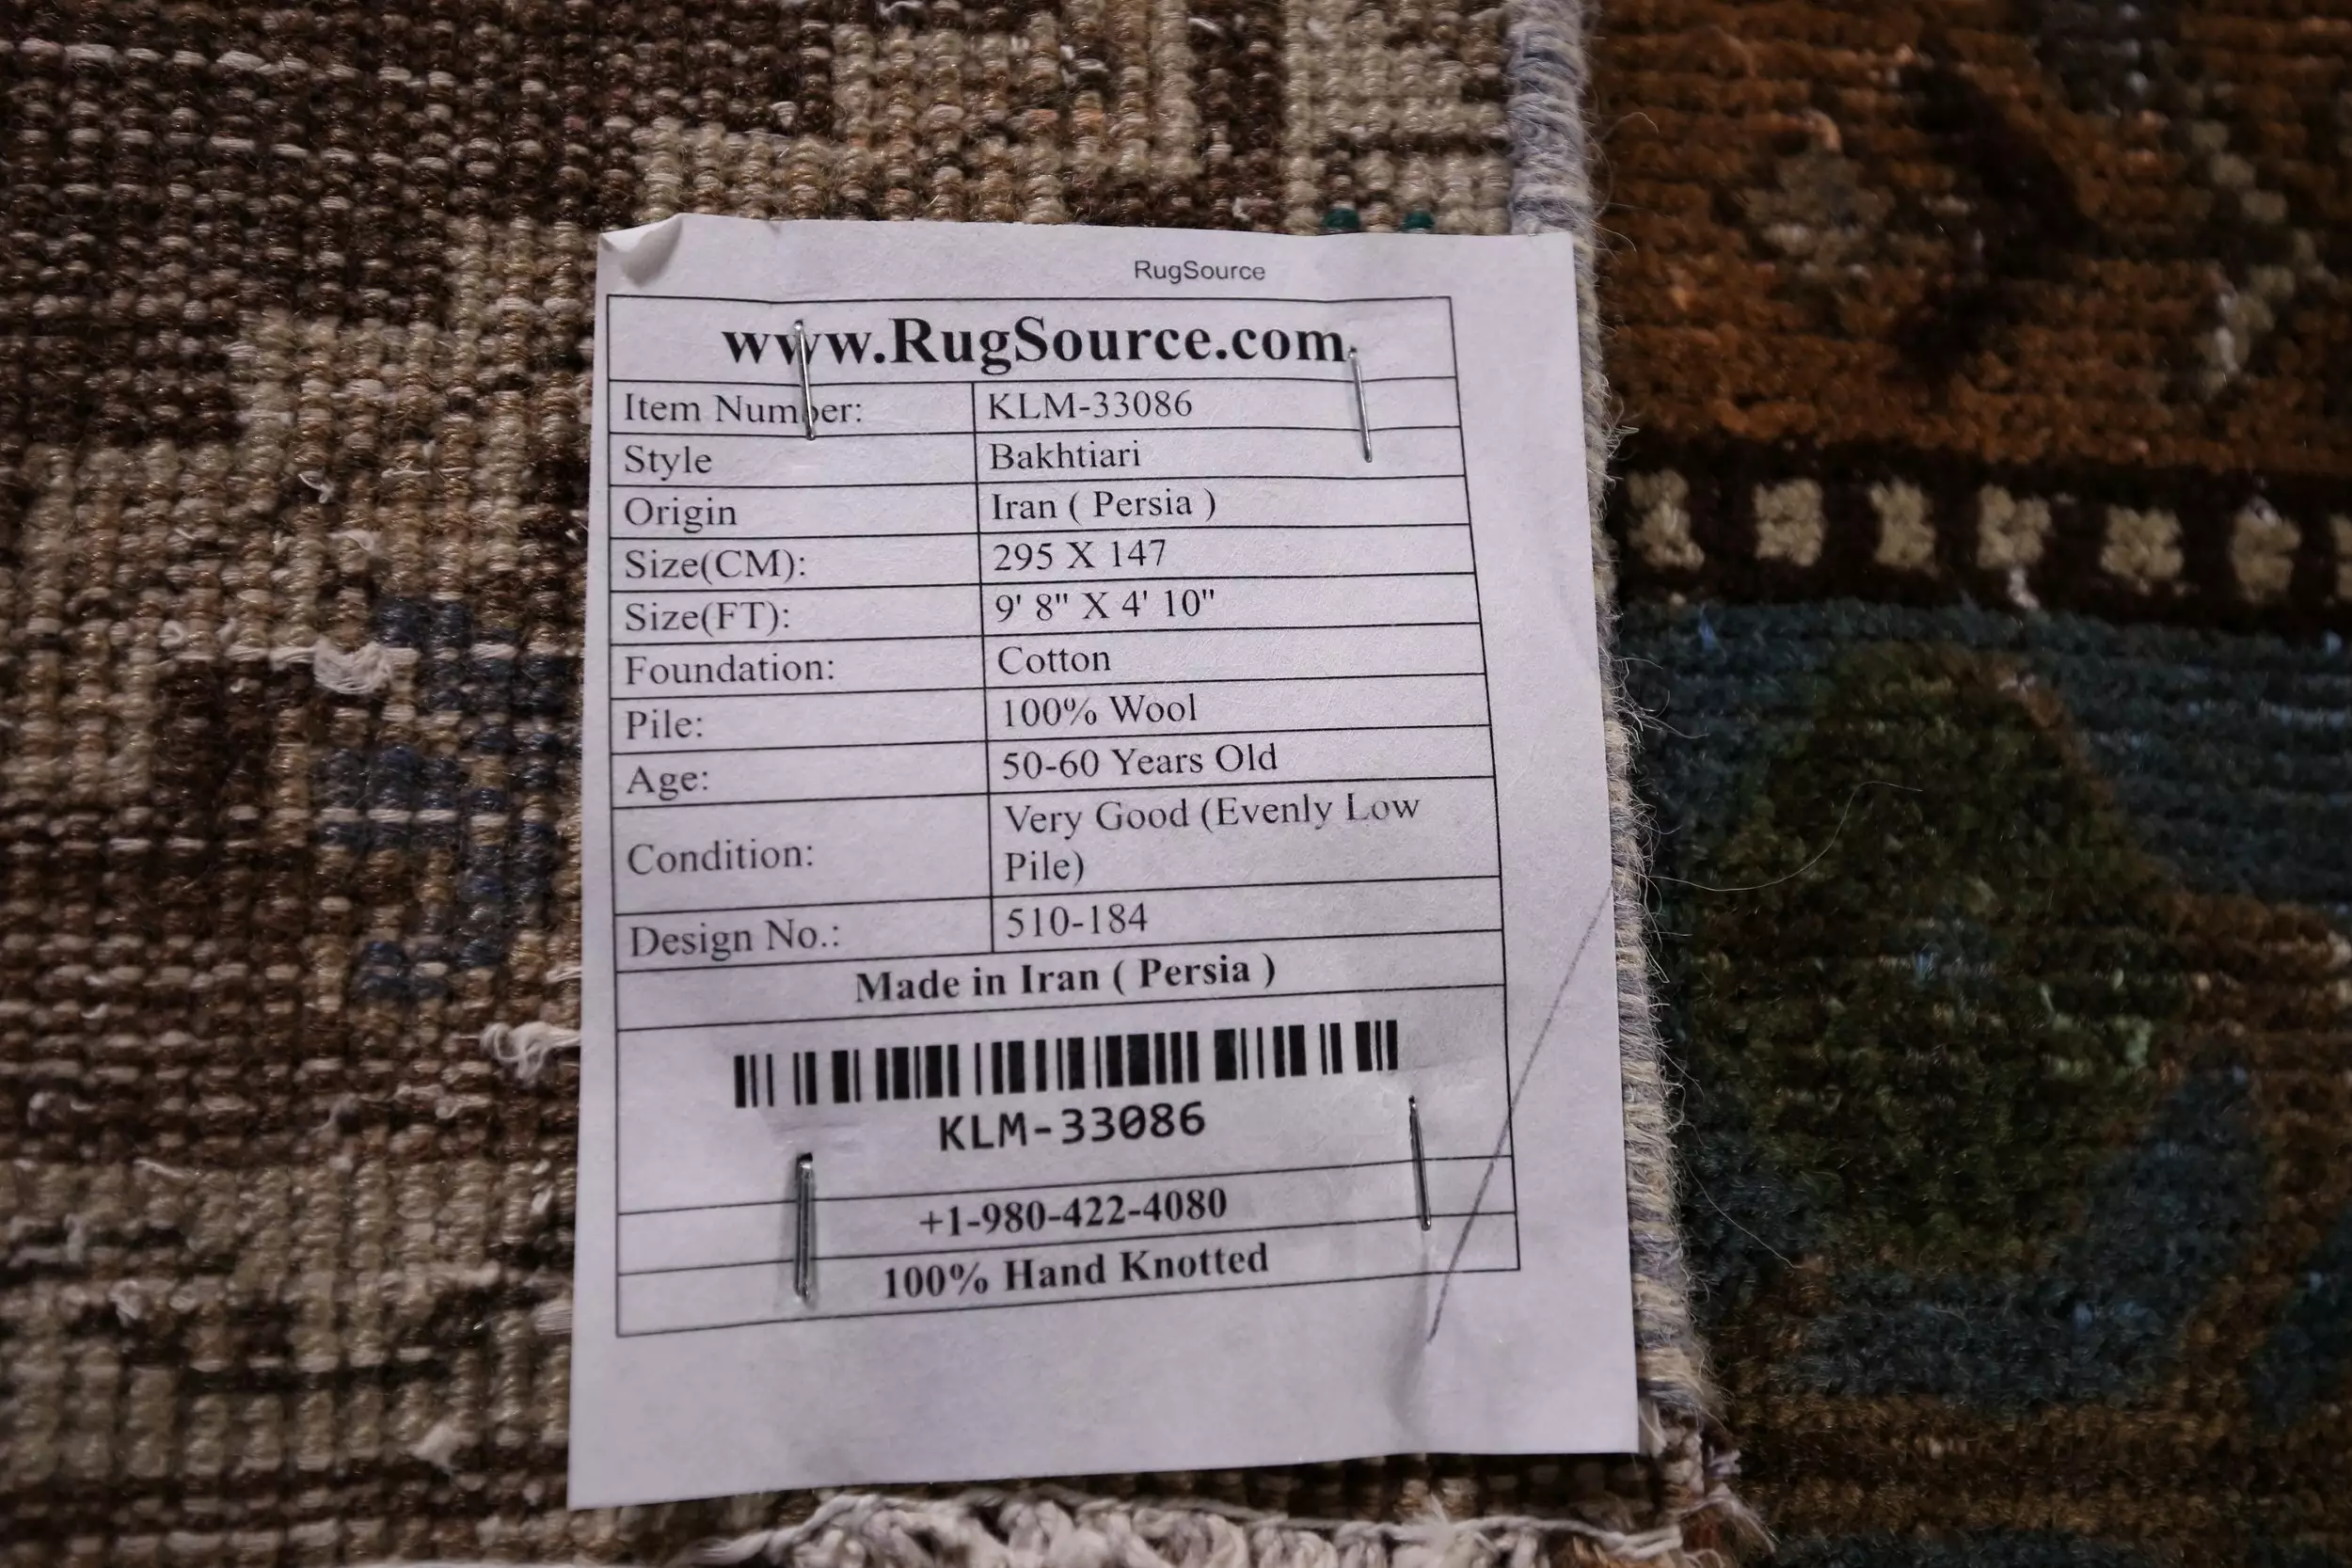 RugSource
www.RugSource.com
Item Number: KLM-33086
Style Bakhtiari
Origin Iran ( Persia )
Size(CM): 295 X 147
Size(FT): 9' 8" X 4' 10"
Foundation: Cotton
Pile: 100% Wool
Age: 50-60 Years Old
Condition: Very Good (Evenly Low
Pile)
Design No.: 510-184
Made in Iran ( Persia )
KLM-33086
+1-980-422-4080
100% Hand Knotted